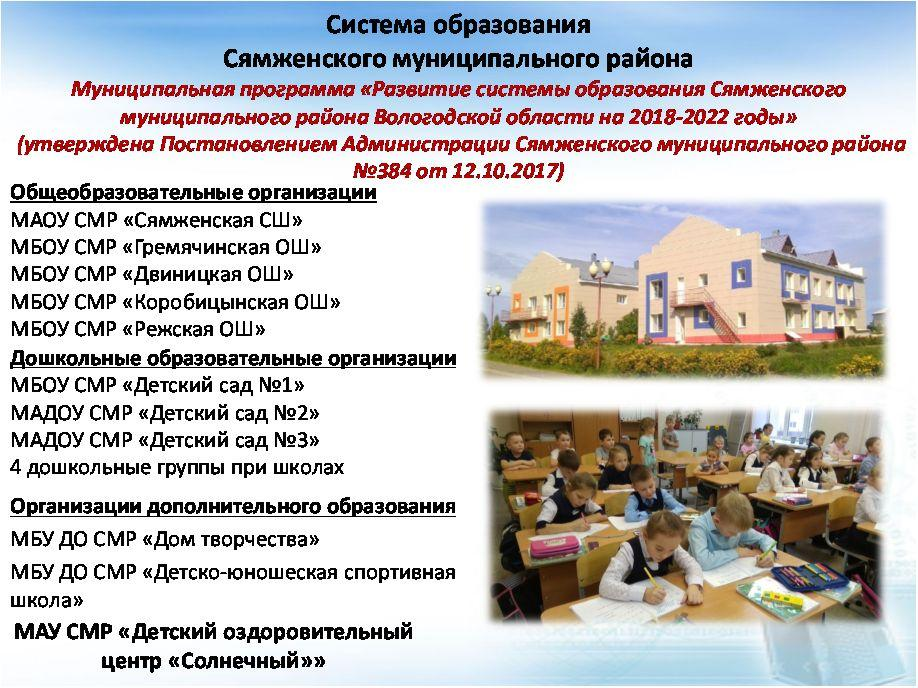 Система образования
Сямженского муниципального района
Муниципальная программа «Развитие системы образования Сямженского
муниципального района Вологодской области на 2018-2022 годы»
(утверждена Постановлением Администрации Сямженского муниципального района
№384 от 12.10.2017)
Общеобразовательные организации
МАОУ СМР «Сямженская СШ»
МБОУ СМР «Гремячинская ОШ»
МБОУ СМР «Двиницкая ОШ»
МБОУ СМР «Коробицынская ОШ»
МБОУ СМР «Режская ОШ»
Дошкольные образовательные организации
МБОУ СМР «Детский сад №1»
МАДОУ СМР «Детский сад №2»
МАДОУ СМР «Детский сад №3»
4 дошкольные группы при школах
Организации дополнительного образования
МБУ ДО СМР «Дом творчества»
МБУ ДО СМР «Детско-юношеская спортивная
школа»
МАУ СМР «Детский оздоровительный
центр «Солнечный»»